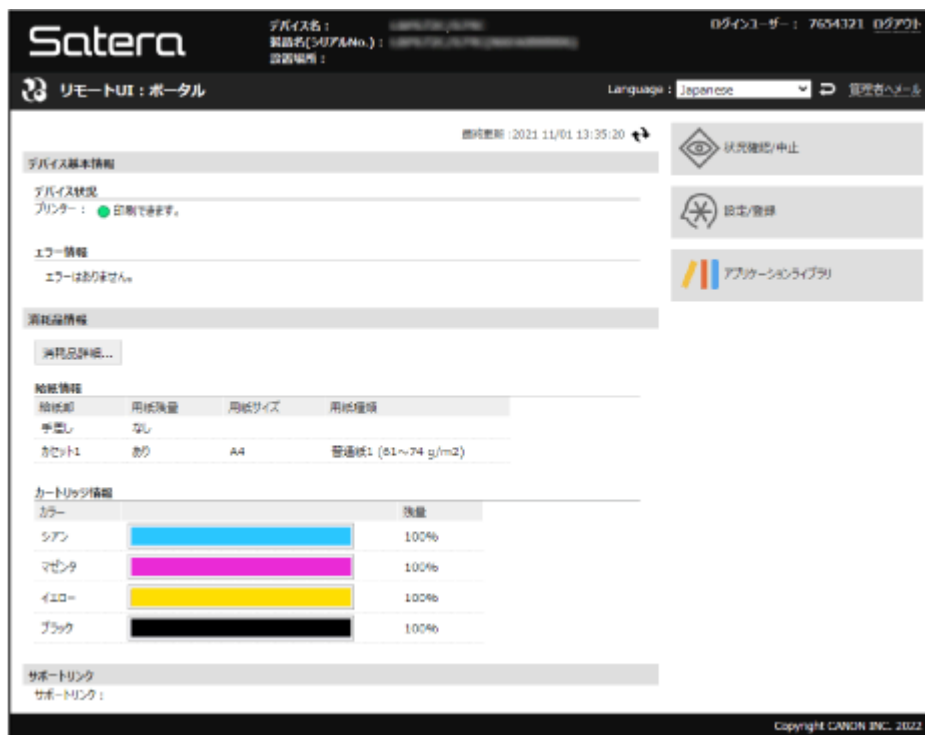 Satera
デバイス名 :
製品名(シリアルNo.) :
設置場所 :
ログインユーザー : 7654321 ログアウト
リモートUI : ポータル
Language : Japanese 管理者へメール
最終更新 :2021 11/01 13:35:20
デバイス基本情報
デバイス状況
プリンター : 印刷できます。
エラー情報
エラーはありません。
消耗品情報
消耗品詳細...
給紙情報
給紙部 用紙残量 用紙サイズ 用紙種類
手差し なし
カセット1 あり A4 普通紙1 (61～74 g/m2)
カートリッジ情報
カラー 残量
シアン 100%
マゼンタ 100%
イエロー 100%
ブラック 100%
サポートリンク
サポートリンク :
状況確認/中止
設定/登録
アプリケーションライブラリ
Copyright CANON INC. 2022